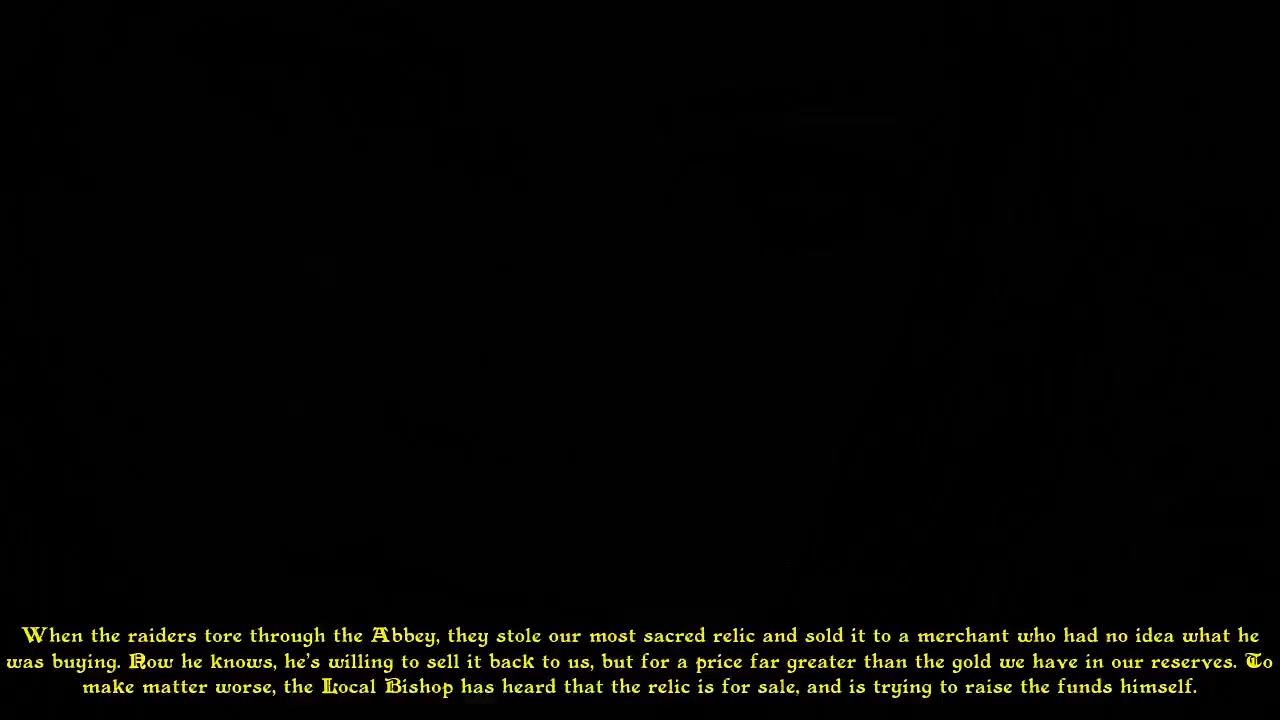 When the raiders tore through the Abbey, they stole our most sacred relic and sold it to a merchant who had no idea what he
was buying. Now he knows, he's willing to sell it back to us, but for a price far greater than the gold we have in our reserves. To
make matter worse, the Local Bishop has heard that the relic is for sale, and is trying to raise the funds himself.